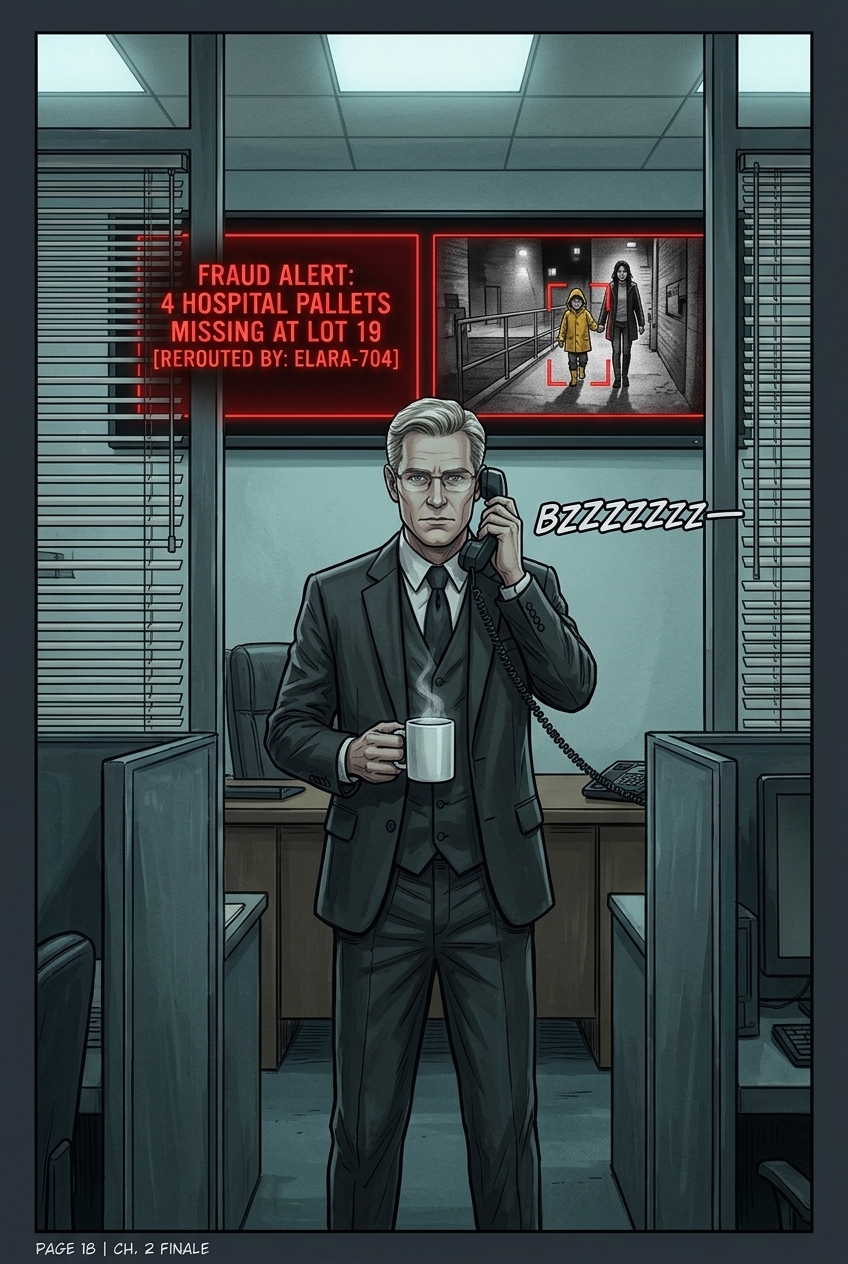 FRAUD ALERT:
4 HOSPITAL PALLETS
MISSING AT LOT 19
[REROUTED BY: ELARA-704]
BZZZZZZZ—
PAGE 18 | CH. 2 FINALE